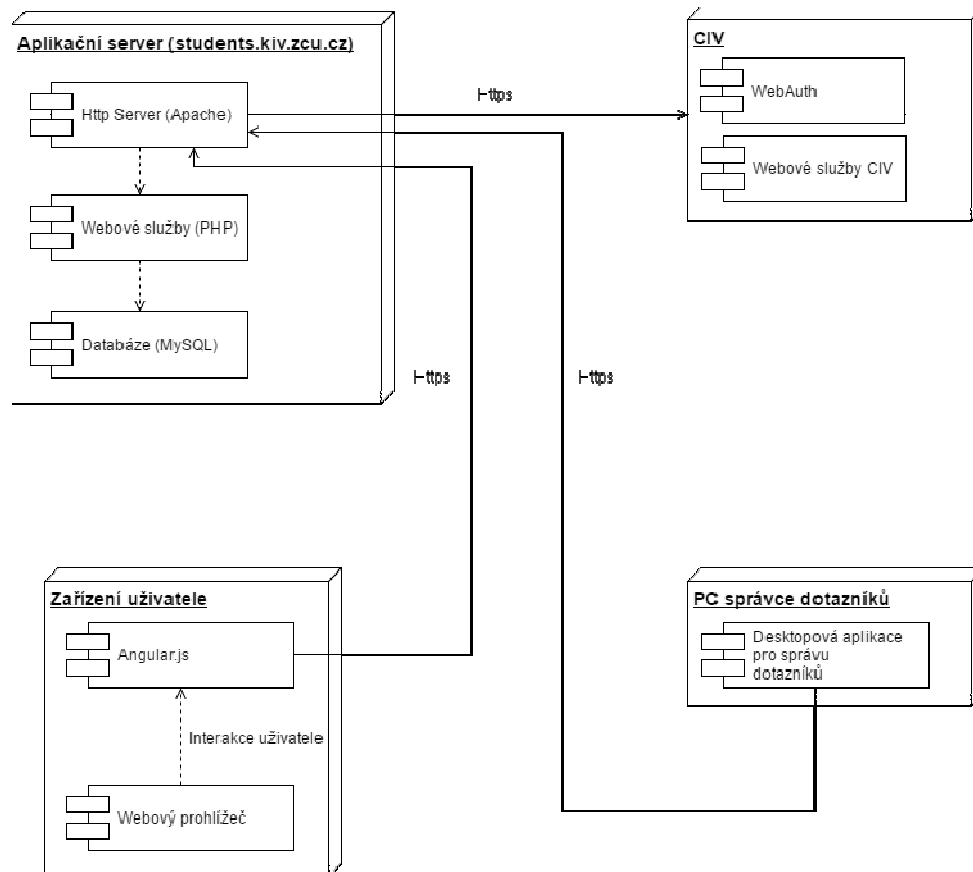 Aplikační server (students.kiv.zcu.cz)
Http Server (Apache)
Webové služby (PHP)
Databáze (MySQL)
Https
CIV
WebAuth
Webové služby CIV
Https
Https
Zařízení uživatele
Angular.js
Interakce uživatele
Webový prohlížeč
PC správce dotazníků
Desktopová aplikace
pro správu
dotazníků